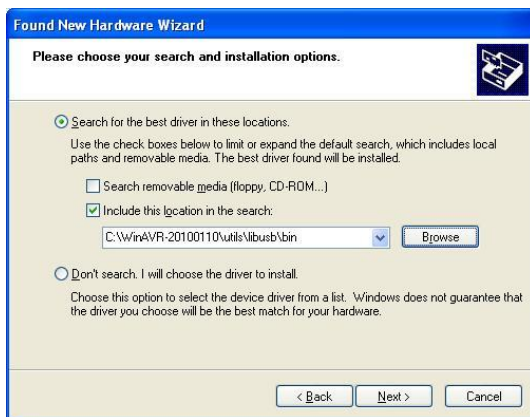 Found New Hardware Wizard
Please choose your search and installation options.
Search for the best driver in these locations.
Use the check boxes below to limit or expand the default search, which includes local
paths and removable media. The best driver found will be installed.
Search removable media (floppy, CD-ROM...)
Include this location in the search:
C:\WinAVR-20100110\utils\libusb\bin
Browse
Don't search. I will choose the driver to install.
Choose this option to select the device driver from a list. Windows does not guarantee that
the driver you choose will be the best match for your hardware.
< Back
Next >
Cancel